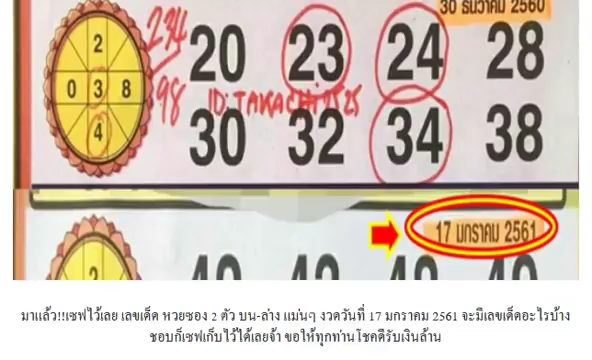 30 ธันวาคม 2560
2
0 3 8
4
234
98
20 23 24 28
ID:TAKACHI2525
30 32 34 38
17 มกราคม 2561
2
มาแล้ว!!เซฟไว้เลย เลขเด็ด หวยซอง 2 ตัว บน-ล่าง แม่นๆ งวดวันที่ 17 มกราคม 2561 จะมีเลขเด็ดอะไรบ้าง
ชอบก็เซฟเก็บไว้ได้เลยจ้า ขอให้ทุกท่านโชคดีรับเงินล้าน